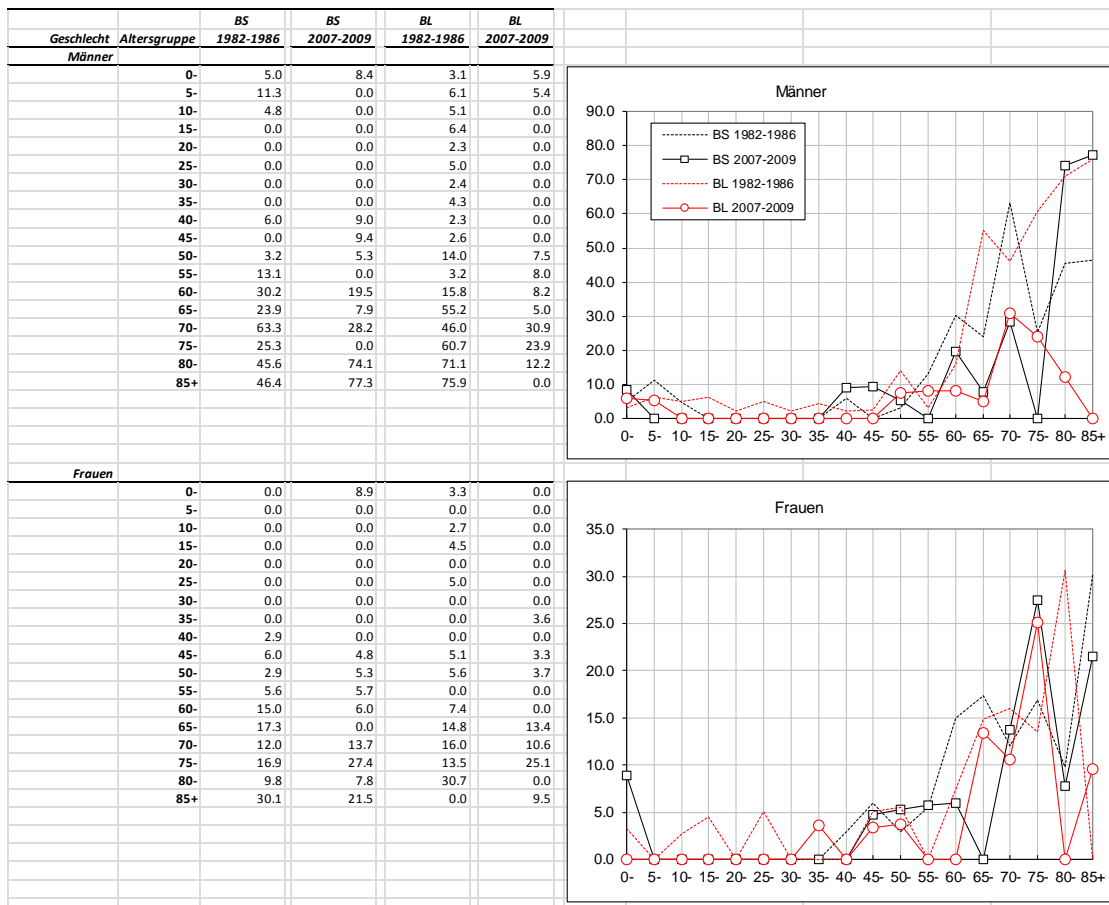 BS BS BL BL
Geschlecht Altersgruppe 1982-1986 2007-2009 1982-1986 2007-2009
Männer
0- 5.0 8.4 3.1 5.9
5- 11.3 0.0 6.1 5.4
10- 4.8 0.0 5.1 0.0
15- 0.0 0.0 6.4 0.0
20- 0.0 0.0 2.3 0.0
25- 0.0 0.0 5.0 0.0
30- 0.0 0.0 2.4 0.0
35- 0.0 0.0 4.3 0.0
40- 6.0 9.0 2.3 0.0
45- 0.0 9.4 2.6 0.0
50- 3.2 5.3 14.0 7.5
55- 13.1 0.0 3.2 8.0
60- 30.2 19.5 15.8 8.2
65- 23.9 7.9 55.2 5.0
70- 63.3 28.2 46.0 30.9
75- 25.3 0.0 60.7 23.9
80- 45.6 74.1 71.1 12.2
85+ 46.4 77.3 75.9 0.0
Männer
90.0
80.0
70.0
60.0
50.0
40.0
30.0
20.0
10.0
0.0
BS 1982-1986
BS 2007-2009
BL 1982-1986
BL 2007-2009
0- 5- 10- 15- 20- 25- 30- 35- 40- 45- 50- 55- 60- 65- 70- 75- 80- 85+
Frauen
0- 0.0 8.9 3.3 0.0
5- 0.0 0.0 0.0 0.0
10- 0.0 0.0 2.7 0.0
15- 0.0 0.0 4.5 0.0
20- 0.0 0.0 0.0 0.0
25- 0.0 0.0 5.0 0.0
30- 0.0 0.0 0.0 0.0
35- 0.0 0.0 0.0 3.6
40- 2.9 0.0 0.0 0.0
45- 6.0 4.8 5.1 3.3
50- 2.9 5.3 5.6 3.7
55- 5.6 5.7 0.0 0.0
60- 15.0 6.0 7.4 0.0
65- 17.3 0.0 14.8 13.4
70- 12.0 13.7 16.0 10.6
75- 16.9 27.4 13.5 25.1
80- 9.8 7.8 30.7 0.0
85+ 30.1 21.5 0.0 9.5
Frauen
35.0
30.0
25.0
20.0
15.0
10.0
5.0
0.0
0- 5- 10- 15- 20- 25- 30- 35- 40- 45- 50- 55- 60- 65- 70- 75- 80- 85+